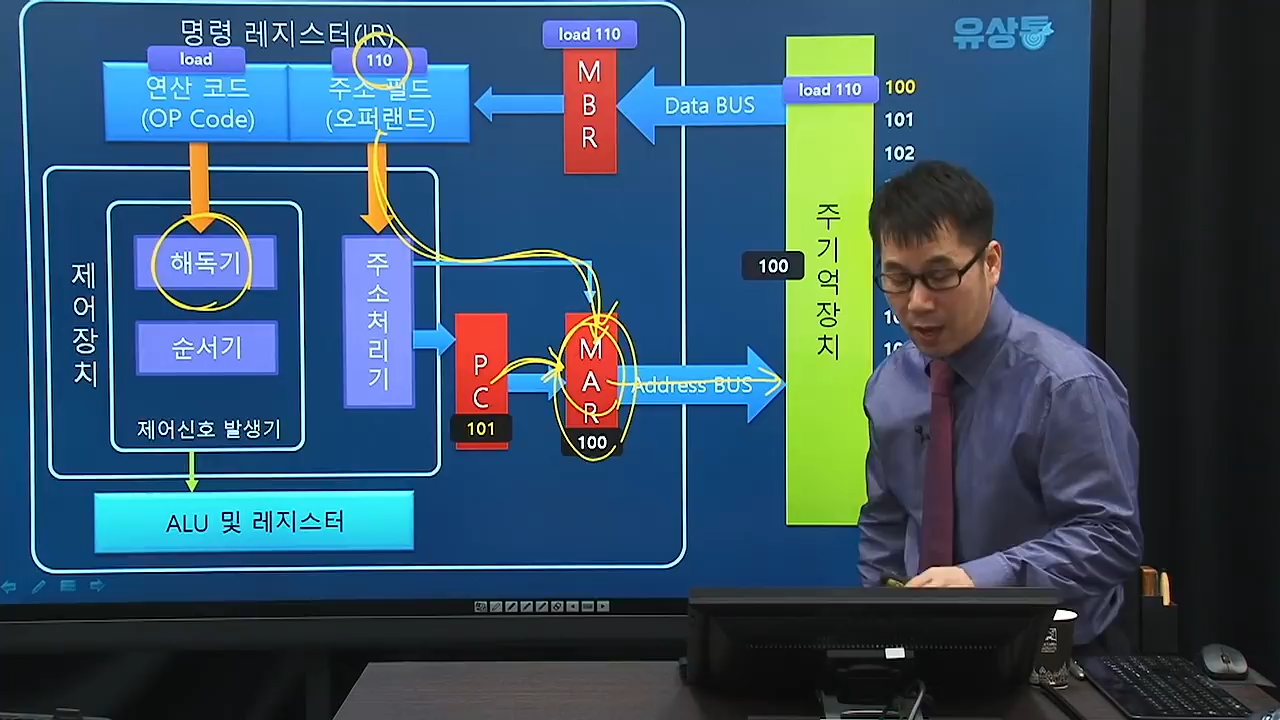 명령 레지스터(IR)
load
110
연산 코드
(OP Code)
주소 필드
(오퍼랜드)
load 110
MBR
Data BUS
load 110
100
101
102
유상통
제어장치
해독기
순서기
제어신호 발생기
주소처리기
PC
101
MAR
100
Address BUS
100
주기억장치
ALU 및 레지스터